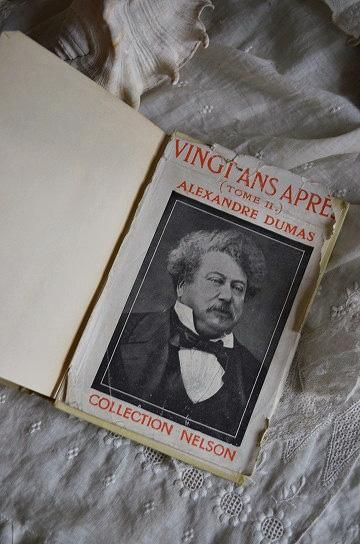 VINGT ANS APRÈS
(TOME II.)
ALEXANDRE DUMAS
COLLECTION NELSON